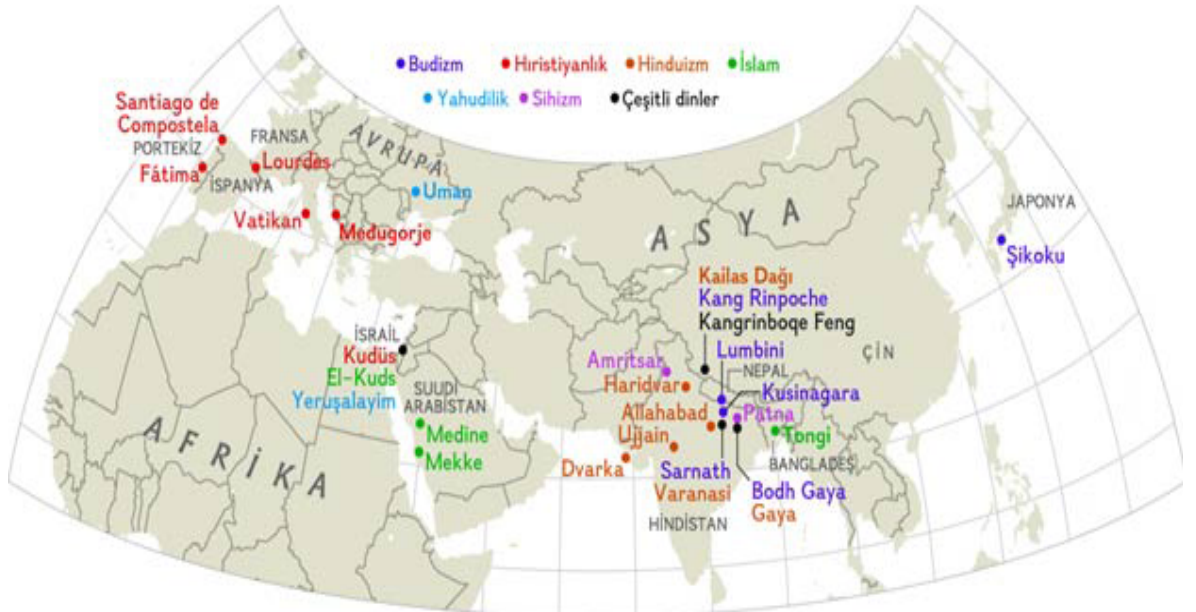 Budizm
Hıristiyanlık
Hinduizm
İslam
Yahudilik
Sihizm
Çeşitli dinler
Santiago de
Compostela
PORTEKİZ
FRANSA
AVRUPA
Fátima
Lourdes
İSPANYA
Uman
Vatikan
Medugorje
ASYA
JAPONYA
Şikoku
Kailas Dağı
Kang Rinpoche
Kangrinboqe Feng
İSRAİL
Kudüs
El-Kuds
Yeruşalayim
SUUDİ
ARABİSTAN
Medine
Mekke
AFRİKA
Amritsar
Lumbini
NEPAL
ÇİN
Haridvar
Kusinagara
Allahabad
Patna
Ujjain
Tongi
Dvarka
BANGLADEŞ
Sarnath
Varanasi
Bodh Gaya
Gaya
HİNDİSTAN